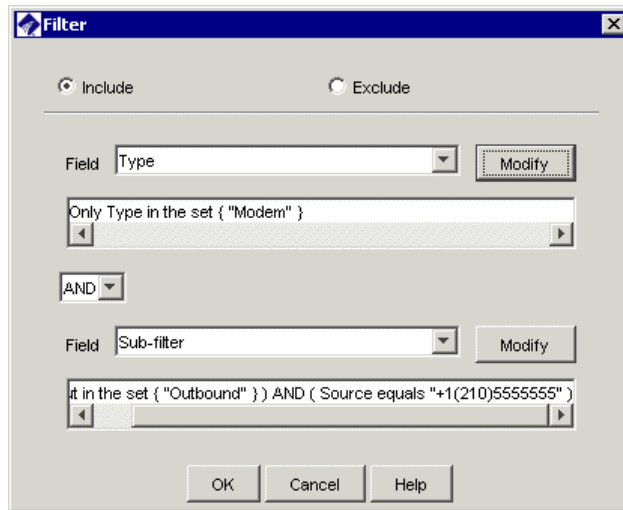 Filter
Include Exclude
Field Type Modify
Only Type in the set { "Modem" }
AND
Field Sub-filter Modify
in the set { "Outbound" } ) AND ( Source equals "+1(210)5555555" )
OK Cancel Help